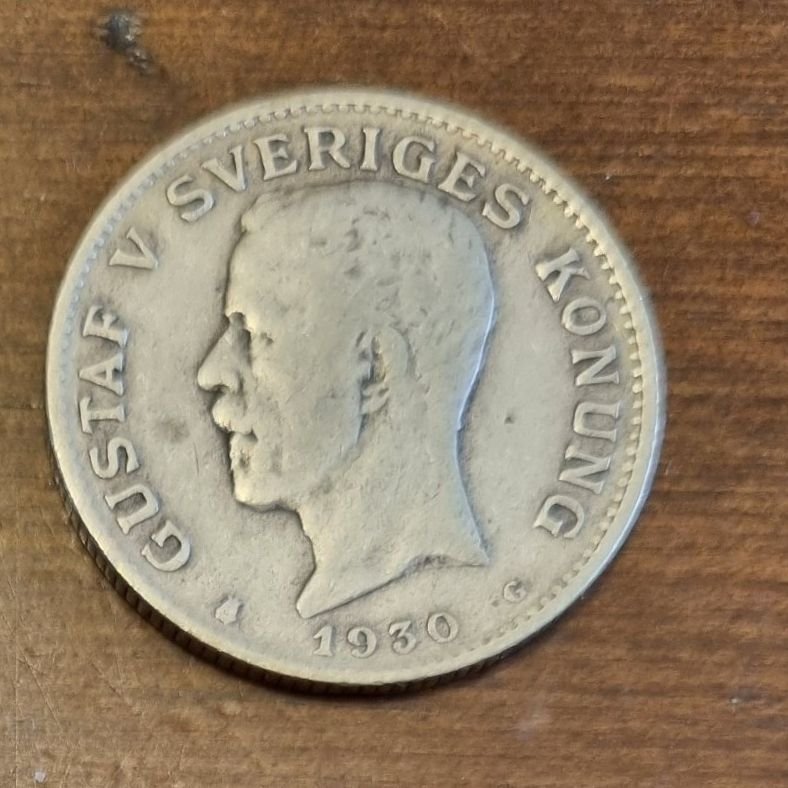 GUSTAF V SVERIGES KONUNG
1930
G